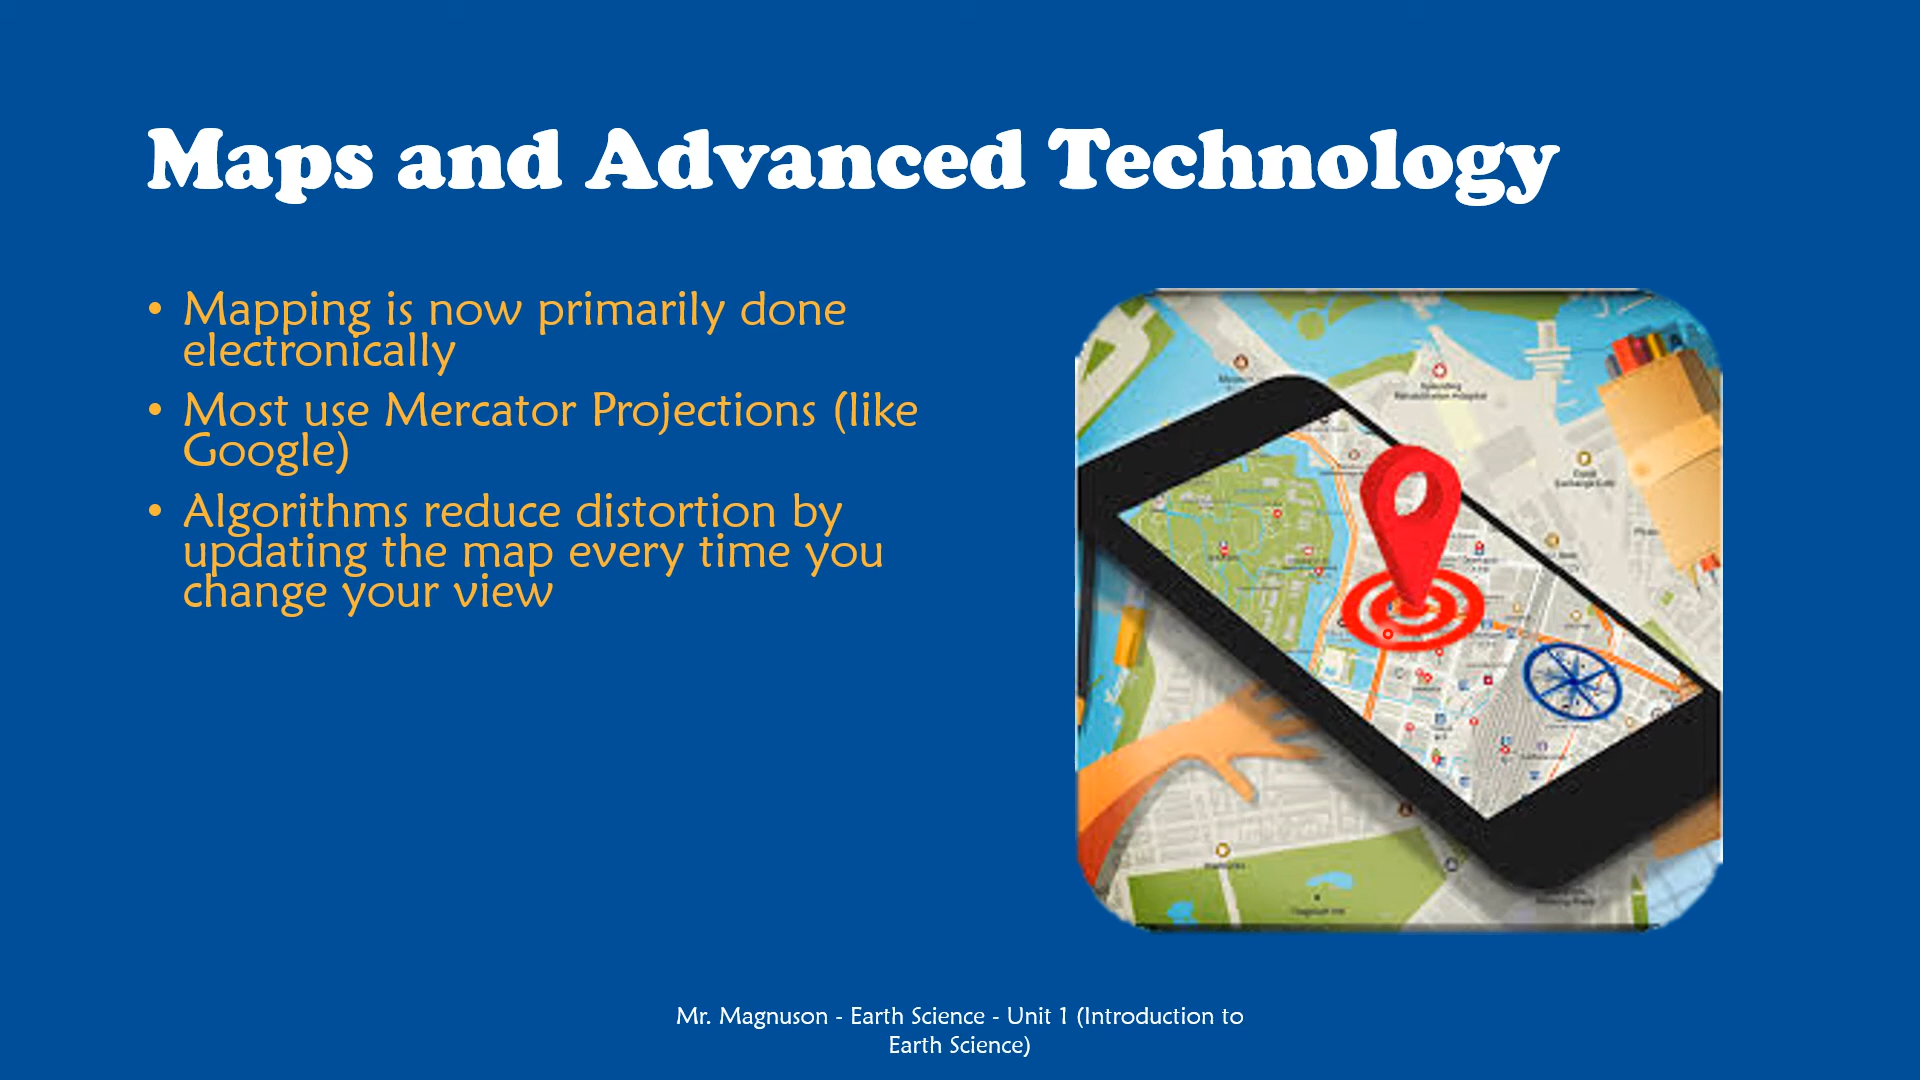 Maps and Advanced Technology
• Mapping is now primarily done
electronically
• Most use Mercator Projections (like
Google)
• Algorithms reduce distortion by
updating the map every time you
change your view
Mr. Magnuson - Earth Science - Unit 1 (Introduction to
Earth Science)